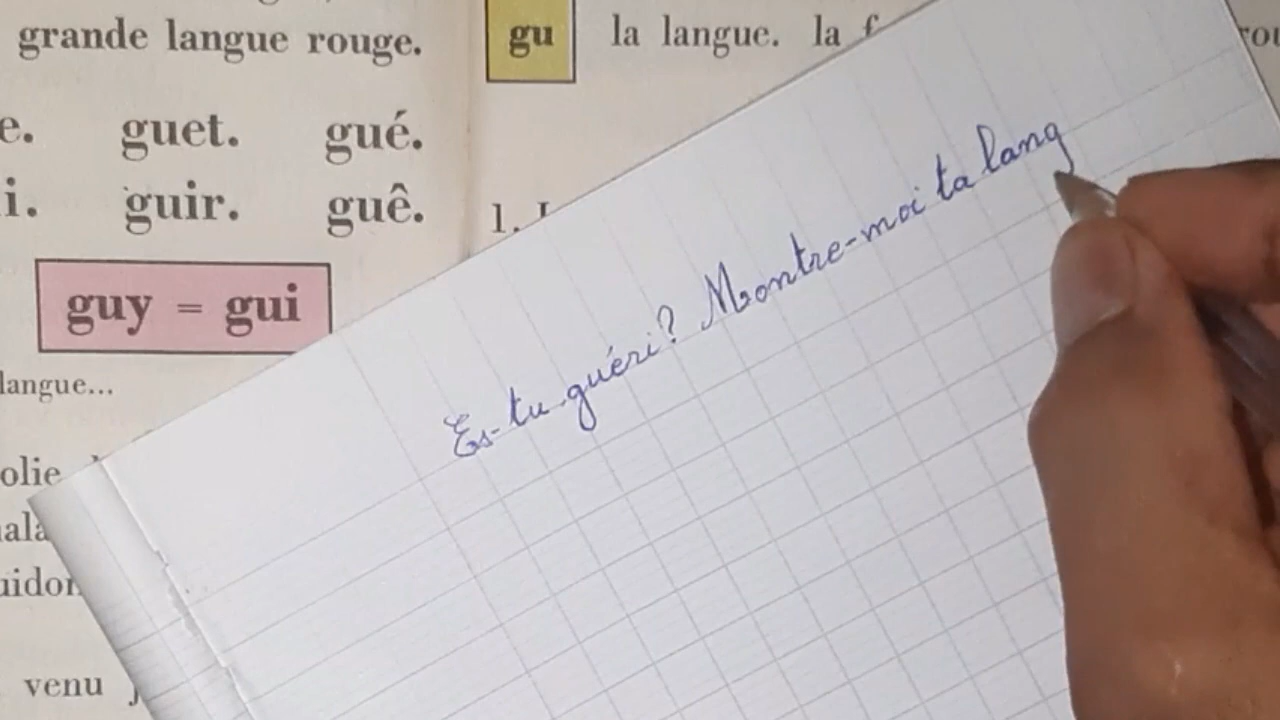 grande langue rouge.
gu la langue. la
e. guet. gué.
i. guir. guê.
1.
guy = gui
langue...
olie
venu
Es-tu guéri? Montre-moi ta lang